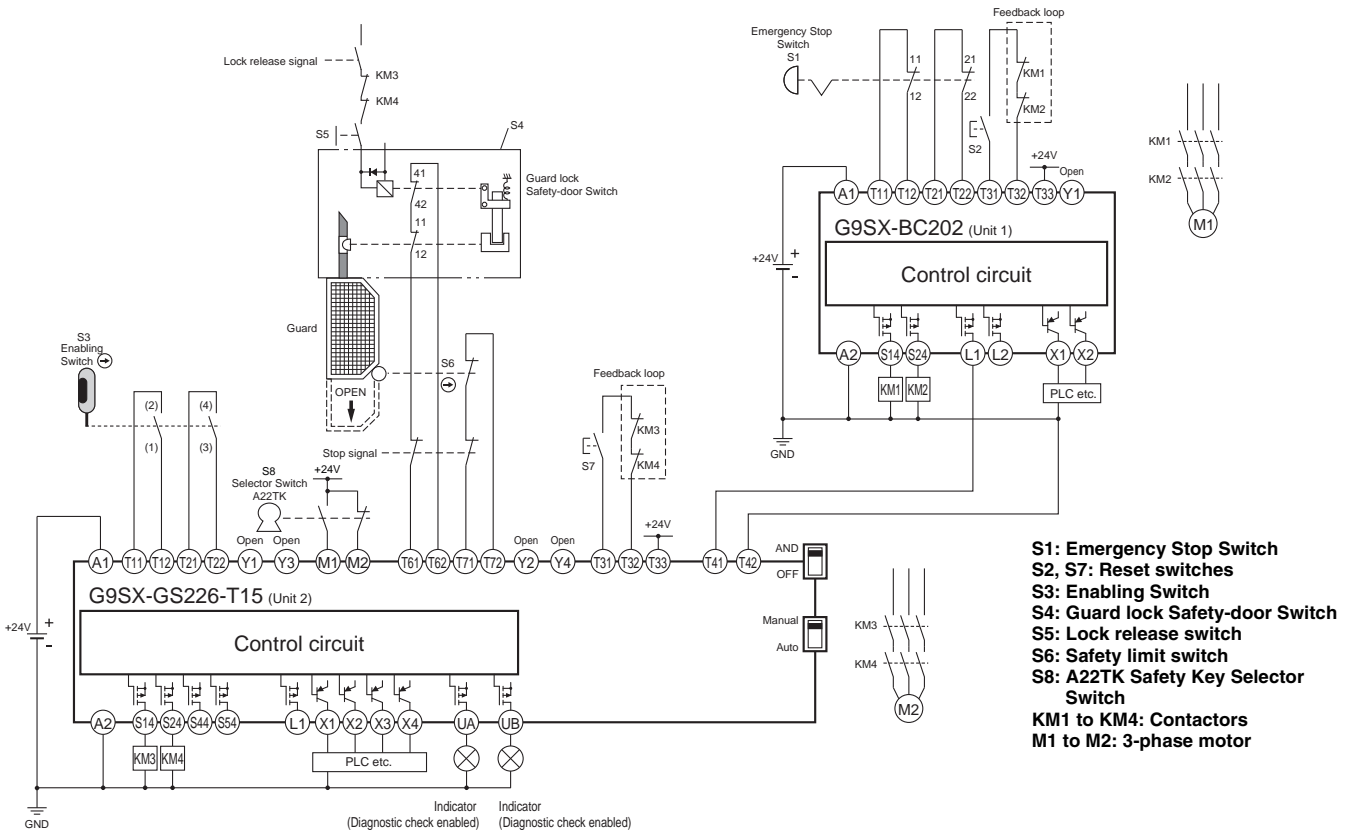 Feedback loop
Emergency Stop
Switch
S1
11
12
21
22
S2
KM1
KM2
+24V
Open
A1
T11
T12
T21
T22
T31
T32
T33
Y1
G9SX-BC202 (Unit 1)
Control circuit
+24V
+
-
A2
S14
S24
L1
L2
X1
X2
KM1
KM2
PLC etc.
GND
KM1
KM2
M1
Lock release signal
KM3
KM4
S5
S4
41
42
11
12
Guard lock
Safety-door Switch
Guard
OPEN
S6
S3
Enabling
Switch
(2)
(1)
(4)
(3)
Stop signal
S8
Selector Switch
A22TK
+24V
Feedback loop
S7
KM3
KM4
+24V
Open
Open
Open
Open
A1
T11
T12
T21
T22
Y1
Y3
M1
M2
T61
T62
T71
T72
Y2
Y4
T31
T32
T33
T41
T42
AND
OFF
G9SX-GS226-T15 (Unit 2)
Control circuit
Manual
Auto
+24V
+
-
A2
S14
S24
S44
S54
L1
X1
X2
X3
X4
UA
UB
KM3
KM4
PLC etc.
GND
Indicator
(Diagnostic check enabled)
Indicator
(Diagnostic check enabled)
KM3
KM4
M2
S1: Emergency Stop Switch
S2, S7: Reset switches
S3: Enabling Switch
S4: Guard lock Safety-door Switch
S5: Lock release switch
S6: Safety limit switch
S8: A22TK Safety Key Selector
Switch
KM1 to KM4: Contactors
M1 to M2: 3-phase motor